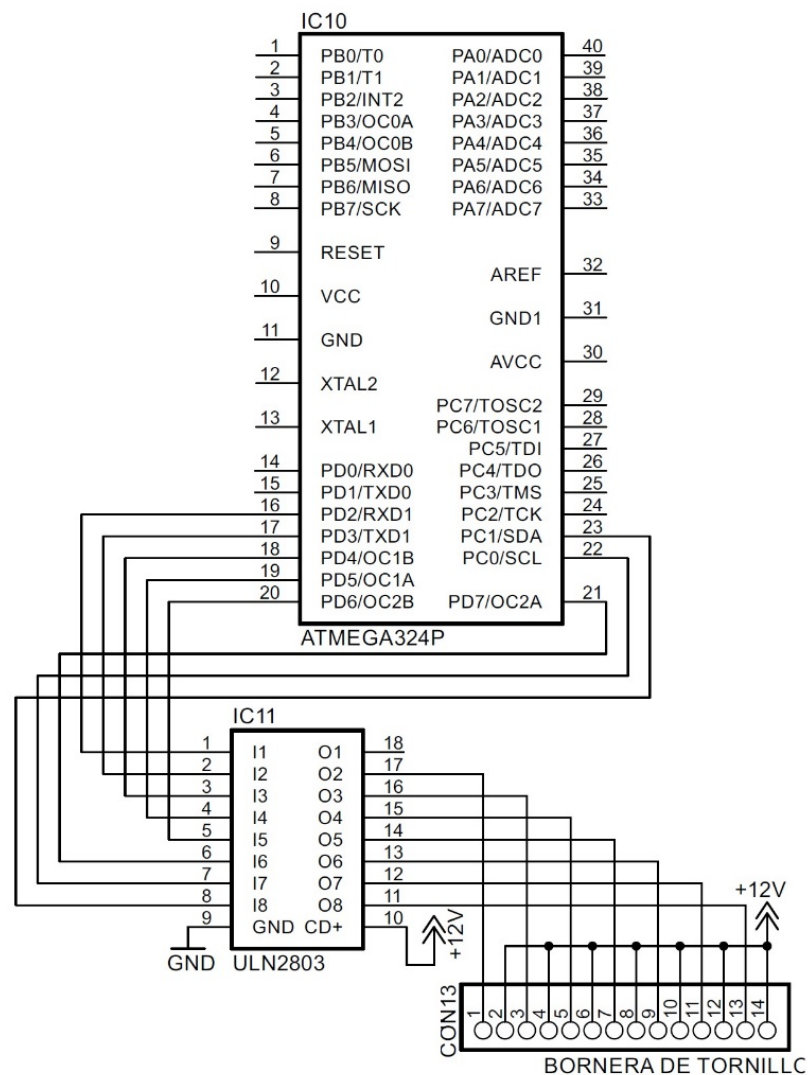 IC10
1 PB0/T0 PA0/ADC0 40
2 PB1/T1 PA1/ADC1 39
3 PB2/INT2 PA2/ADC2 38
4 PB3/OC0A PA3/ADC3 37
5 PB4/OC0B PA4/ADC4 36
6 PB5/MOSI PA5/ADC5 35
7 PB6/MISO PA6/ADC6 34
8 PB7/SCK PA7/ADC7 33
9 RESET
AREF 32
10 VCC
GND1 31
11 GND
AVCC 30
12 XTAL2
PC7/TOSC2 29
13 XTAL1 PC6/TOSC1 28
PC5/TDI 27
14 PD0/RXD0 PC4/TDO 26
15 PD1/TXD0 PC3/TMS 25
16 PD2/RXD1 PC2/TCK 24
17 PD3/TXD1 PC1/SDA 23
18 PD4/OC1B PC0/SCL 22
19 PD5/OC1A
20 PD6/OC2B PD7/OC2A 21
ATMEGA324P
IC11
1 I1 O1 18
2 I2 O2 17
3 I3 O3 16
4 I4 O4 15
5 I5 O5 14
6 I6 O6 13
7 I7 O7 12
8 I8 O8 11
9 GND CD+ 10
+12V
+12V
GND
ULN2803
CON13
1 2 3 4 5 6 7 8 9 10 11 12 13 14
BORNERA DE TORNILLO